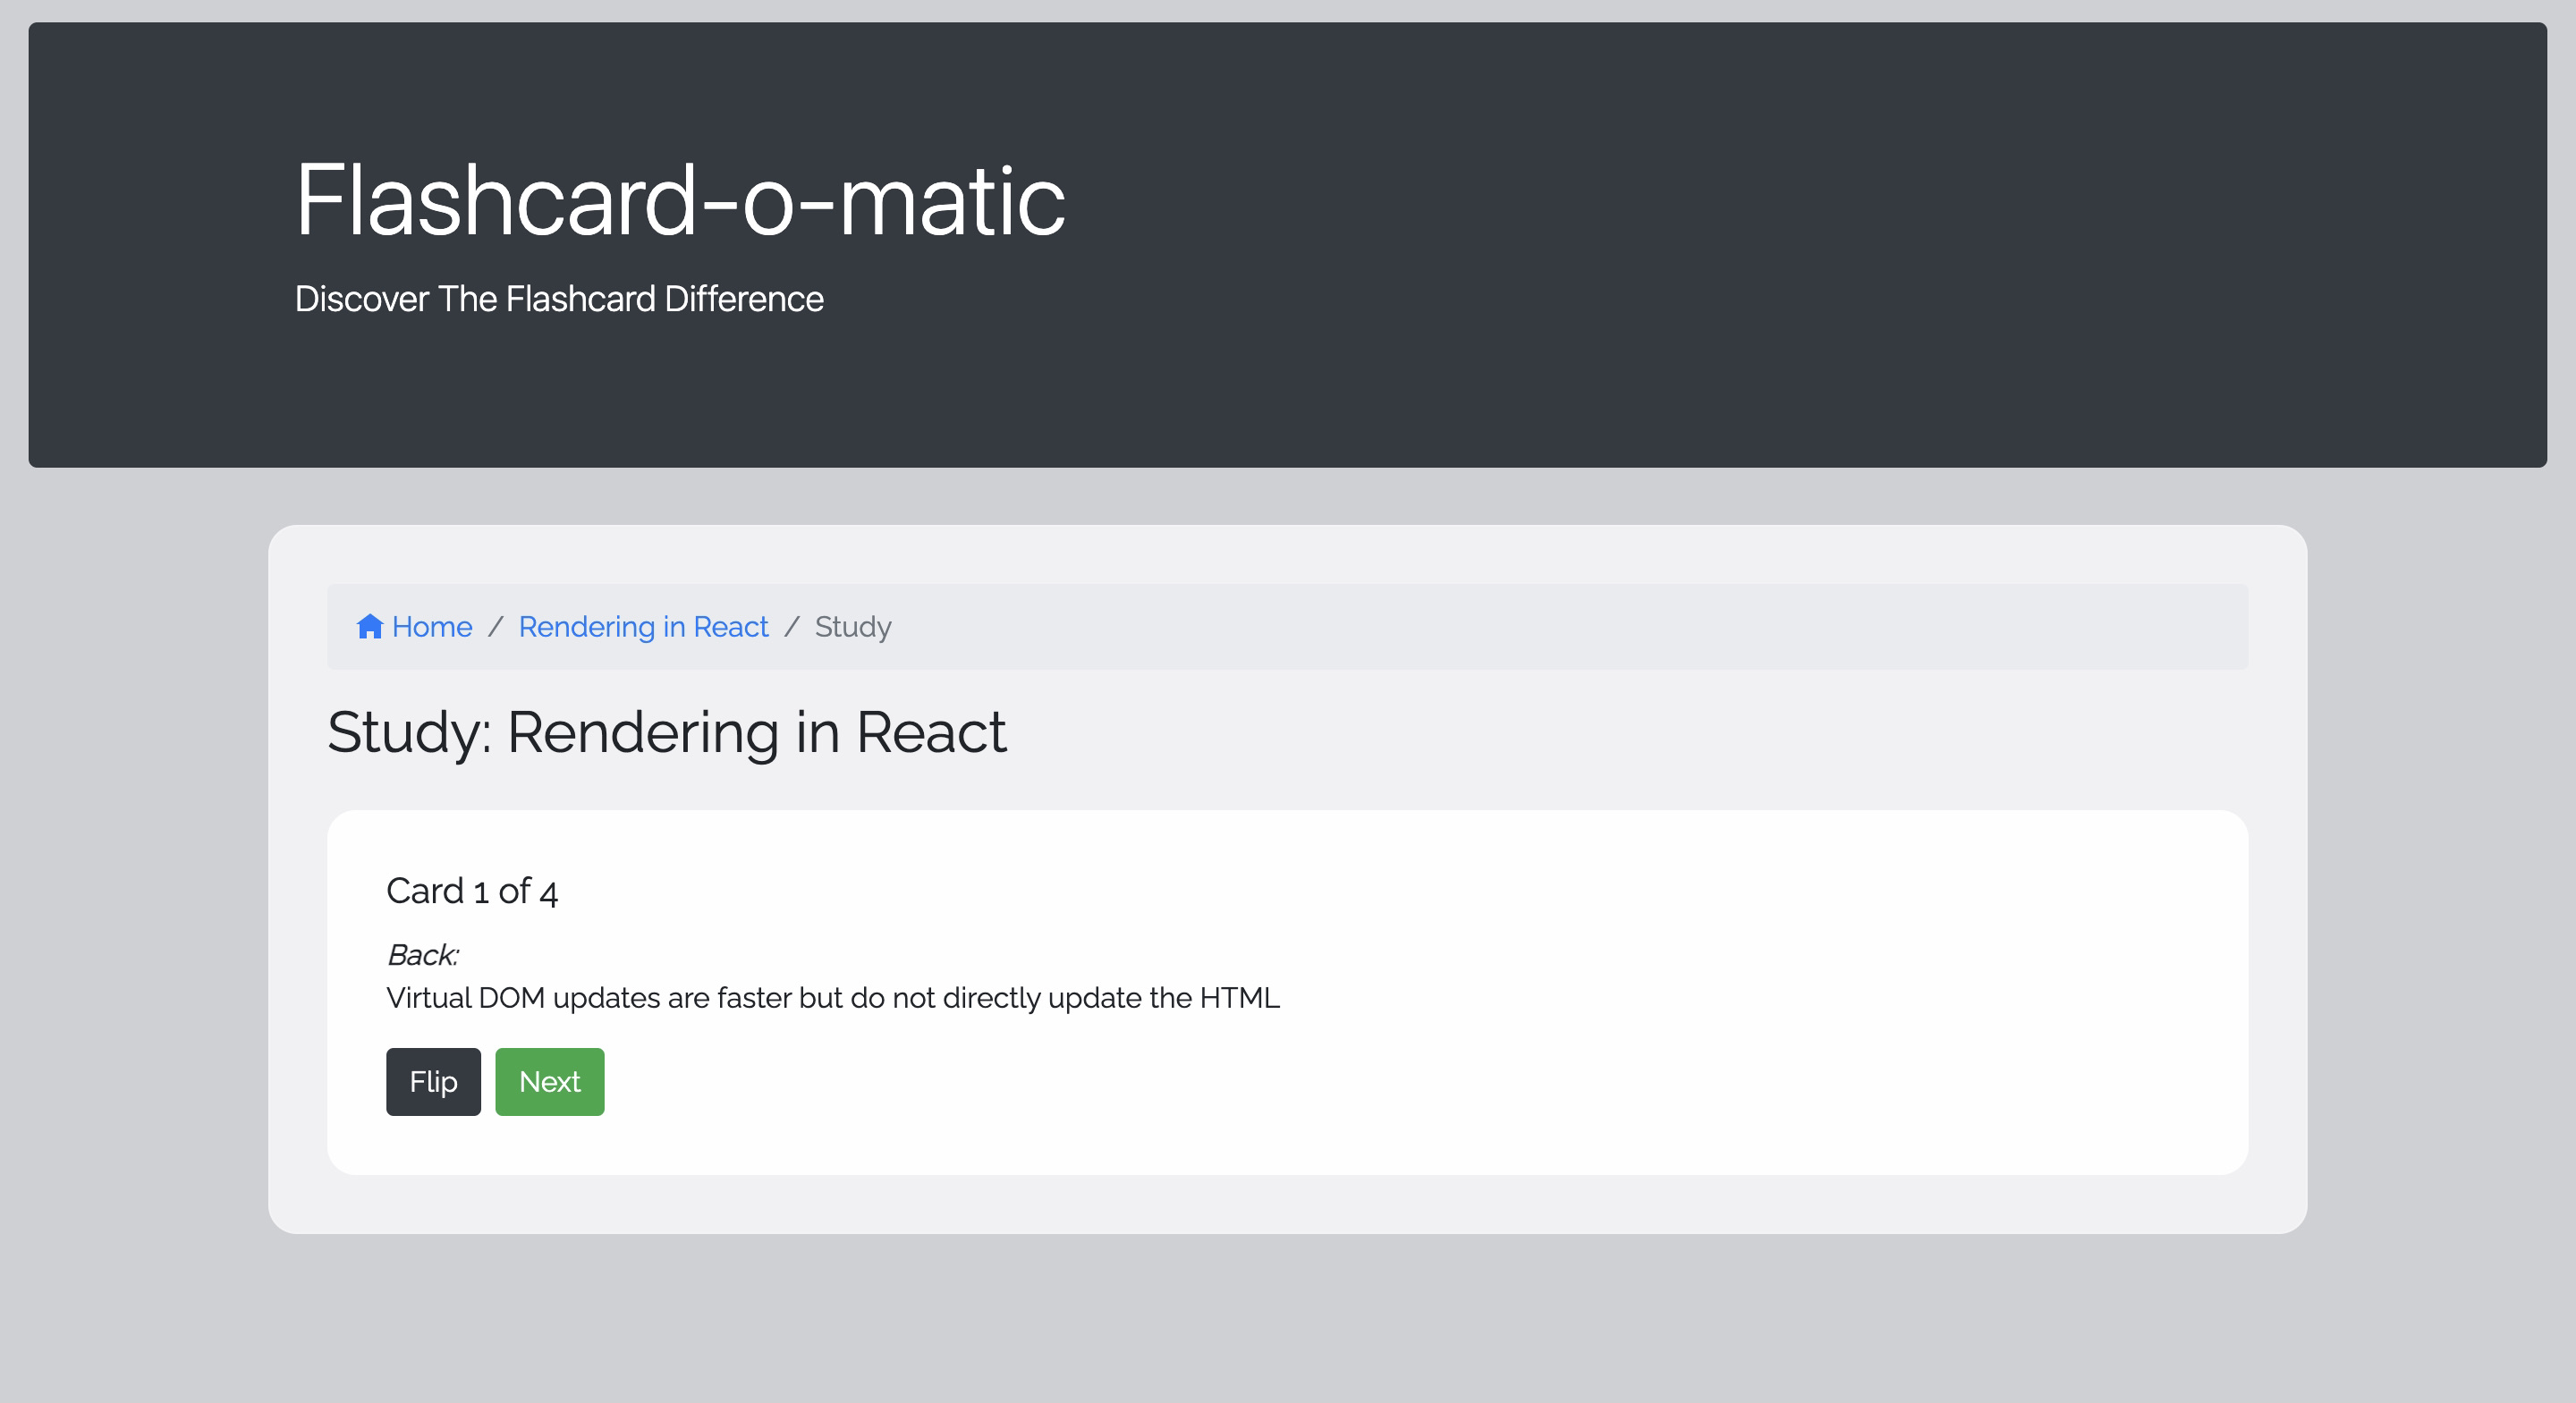 Flashcard-o-matic
Discover The Flashcard Difference
Home / Rendering in React / Study
Study: Rendering in React
Card 1 of 4
Back:
Virtual DOM updates are faster but do not directly update the HTML
Flip Next